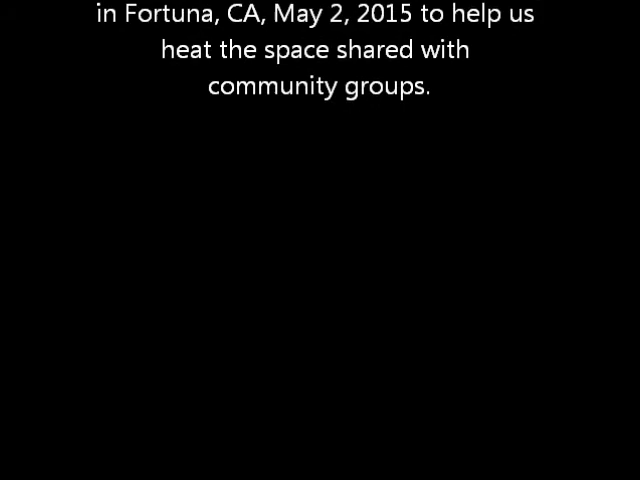 in Fortuna, CA, May 2, 2015 to help us
heat the space shared with
community groups.